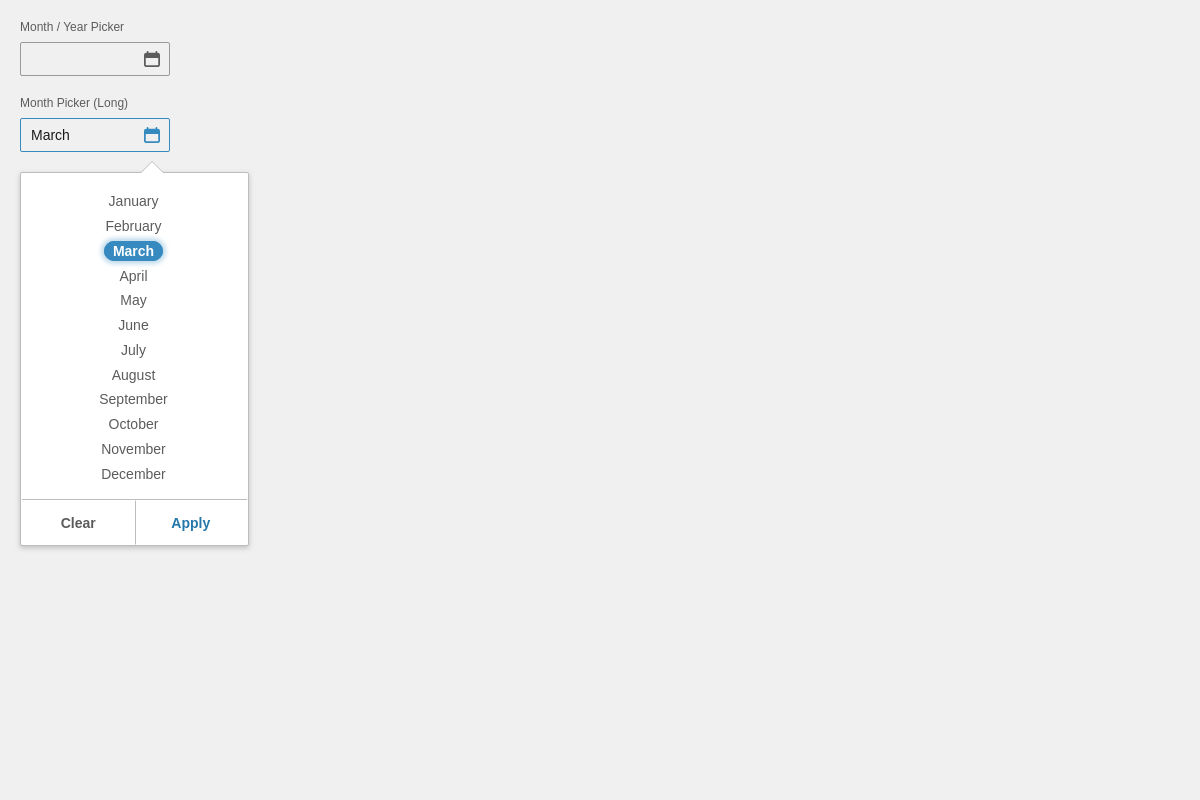 Month / Year Picker
Month Picker (Long)
March
January
February
March
April
May
June
July
August
September
October
November
December
Clear Apply